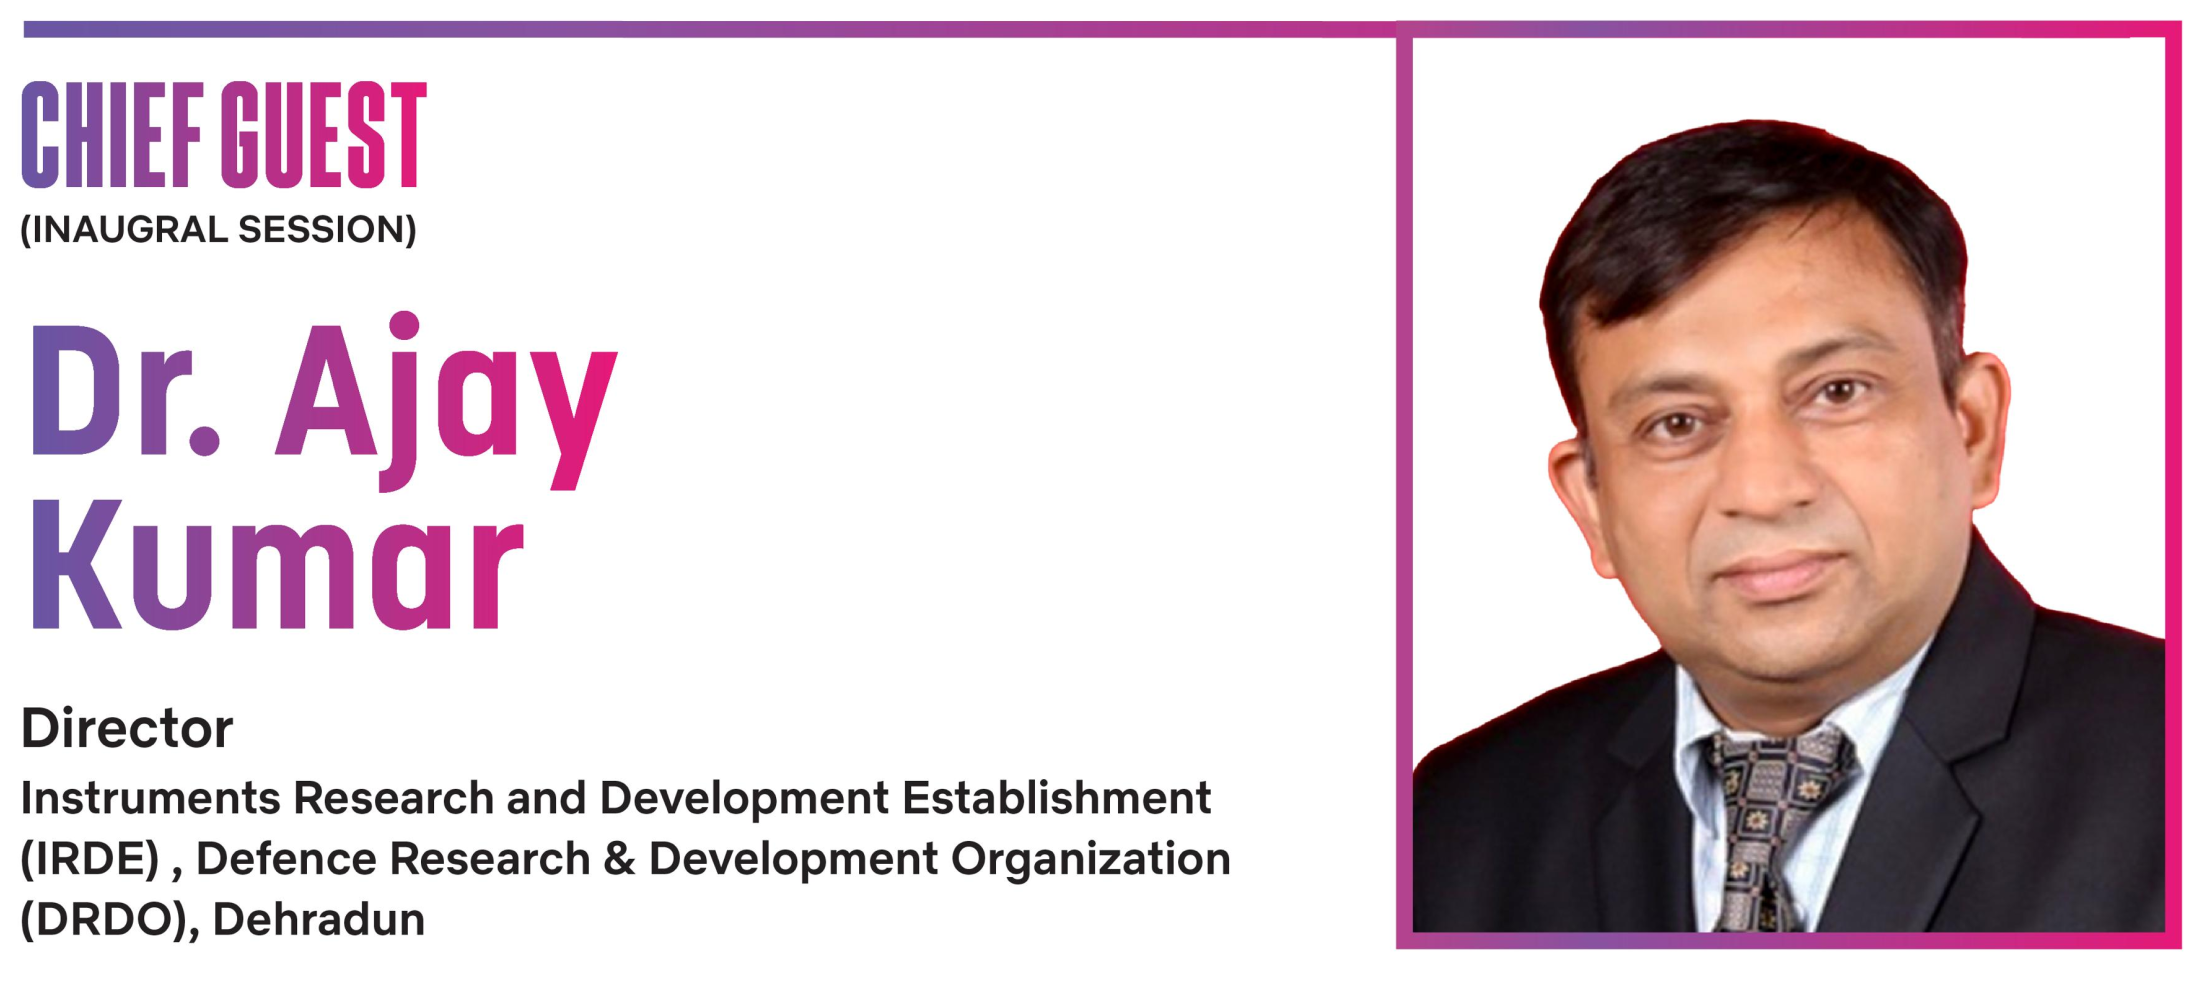 CHIEF GUEST
(INAUGRAL SESSION)
Dr. Ajay
Kumar
Director
Instruments Research and Development Establishment
(IRDE) , Defence Research & Development Organization
(DRDO), Dehradun